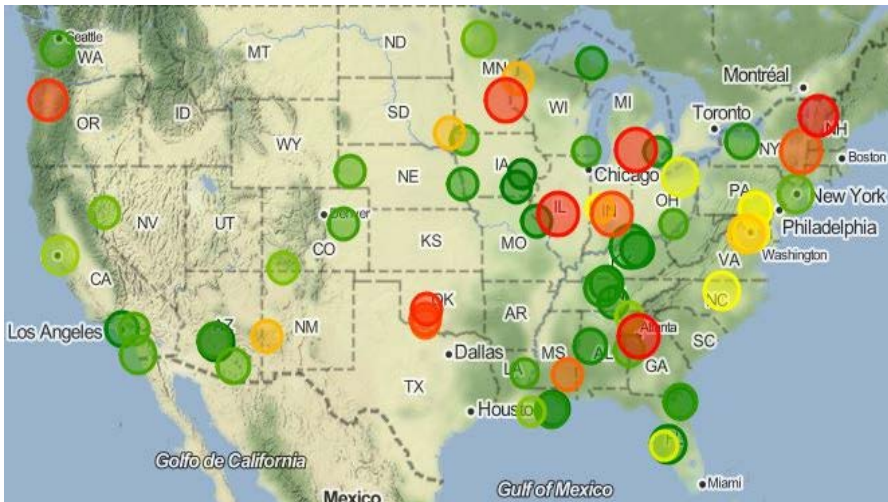 Seattle
WA
MT
ND
MN
Montréal
OR
ID
SD
WI
MI
Toronto
NH
WY
IA
NY
Boston
NE
Chicago
NV
UT
Denver
CO
IL
IN
OH
PA
New York
Philadelphia
CA
KS
MO
VA
Washington
NC
Los Angeles
AZ
NM
OK
AR
Atlanta
SC
Dallas
LA
MS
AL
GA
TX
Housto
Miami
Golfo de California
Gulf of Mexico
Mexico